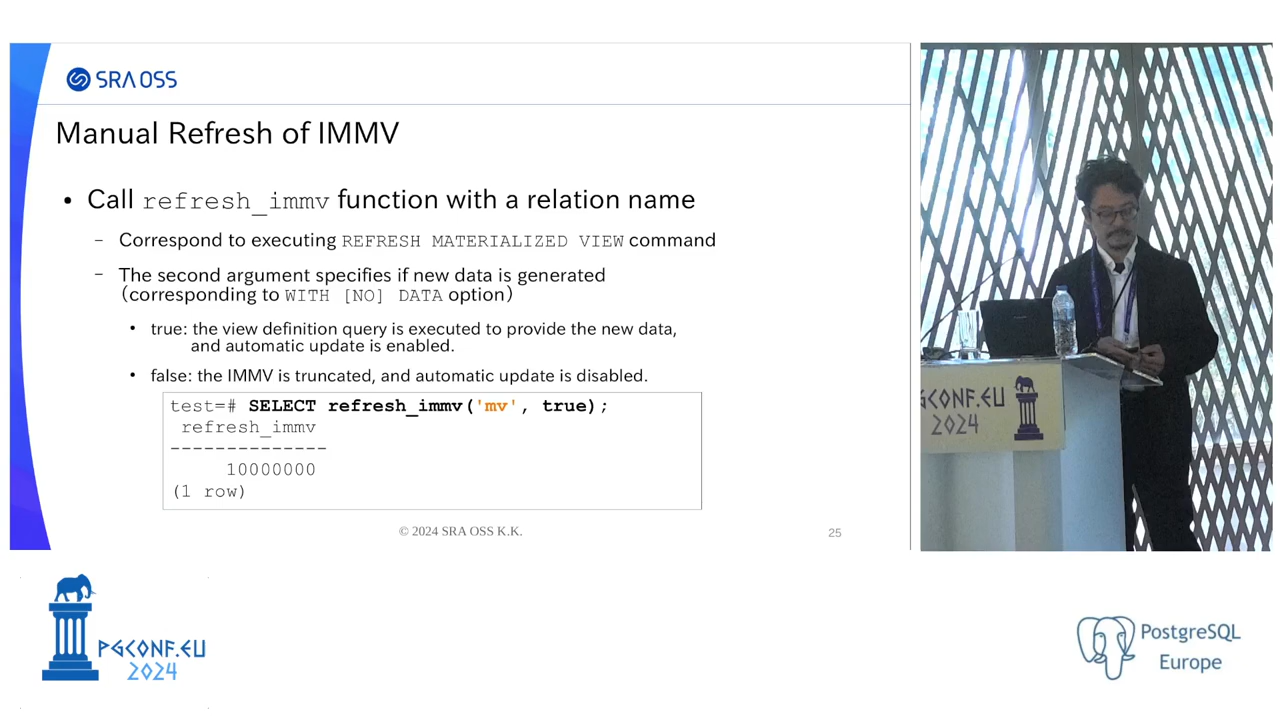 SRA OSS
Manual Refresh of IMMV
• Call refresh_immv function with a relation name
– Correspond to executing REFRESH MATERIALIZED VIEW command
– The second argument specifies if new data is generated
(corresponding to WITH [NO] DATA option)
• true: the view definition query is executed to provide the new data,
and automatic update is enabled.
• false: the IMMV is truncated, and automatic update is disabled.
test=# SELECT refresh_immv('mv', true);
refresh_immv
--------------
10000000
(1 row)
© 2024 SRA OSS K.K.
25
PGCONF.EU
2024
PGCONF.EU
2024
PostgreSQL
Europe